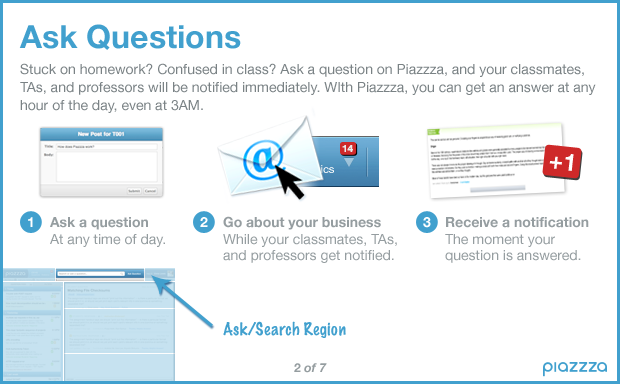 Ask Questions
Stuck on homework? Confused in class? Ask a question on Piazzza, and your classmates,
TAs, and professors will be notified immediately. WIth Piazzza, you can get an answer at any
hour of the day, even at 3AM.
New Post for T001
Title: How does Piazzza work?
Body:
Submit Cancel
@
14
ics
+1
1 Ask a question
At any time of day.
2 Go about your business
While your classmates, TAs,
and professors get notified.
3 Receive a notification
The moment your
question is answered.
Ask/Search Region
2 of 7
piazzza